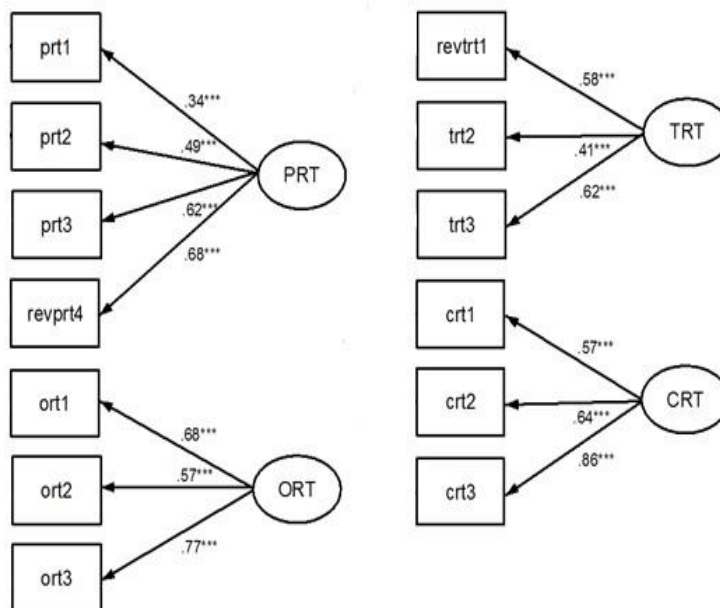 prt1
.34***
prt2
.49***
PRT
prt3
.62***
.68***
revprt4
ort1
.68***
ort2
.57***
ORT
ort3
.77***
revtrt1
.58***
trt2
.41***
TRT
trt3
.62***
crt1
.57***
crt2
.64***
CRT
crt3
.86***